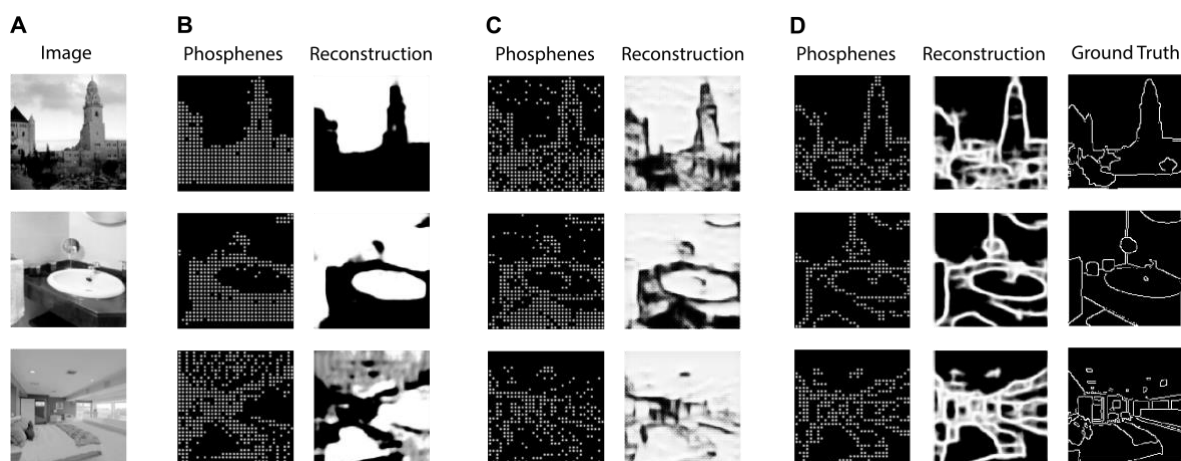 A B C D
Image Phosphenes Reconstruction Phosphenes Reconstruction Phosphenes Reconstruction Ground Truth